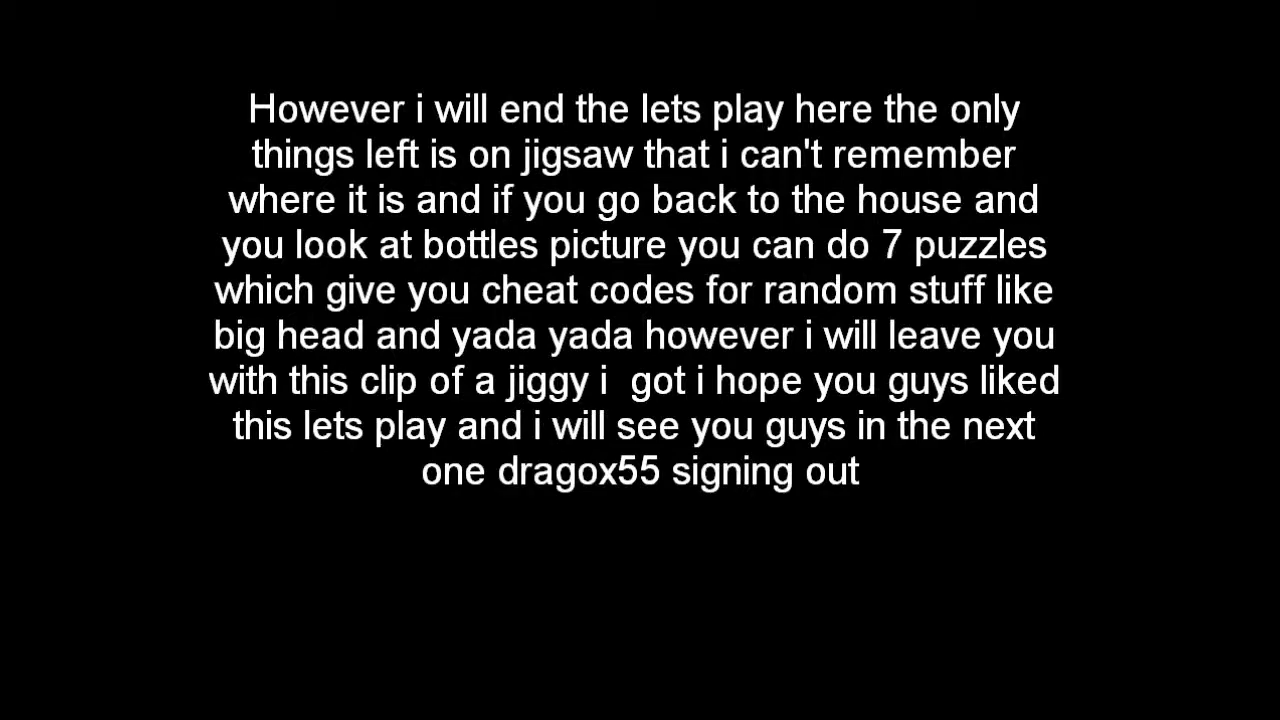 However i will end the lets play here the only
things left is on jigsaw that i can't remember
where it is and if you go back to the house and
you look at bottles picture you can do 7 puzzles
which give you cheat codes for random stuff like
big head and yada yada however i will leave you
with this clip of a jiggy i  got i hope you guys liked
this lets play and i will see you guys in the next
one dragox55 signing out